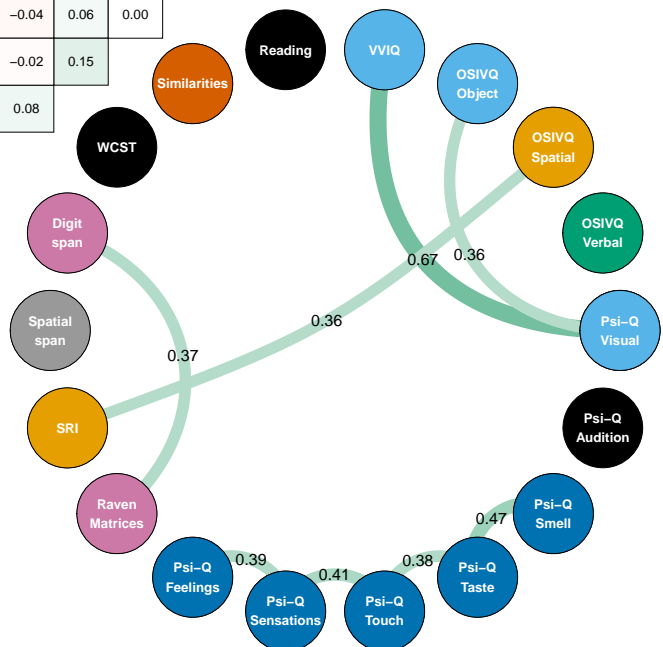 −0.04 0.06 0.00
−0.02 0.15
0.08
Reading
VVIQ
Similarities
OSIVQ
Object
WCST
OSIVQ
Spatial
Digit
span
OSIVQ
Verbal
0.67
0.36
0.36
Spatial
span
Psi−Q
Visual
0.37
SRI
Psi−Q
Audition
Raven
Matrices
Psi−Q
Smell
0.47
Psi−Q
Feelings
0.39
0.41
0.38
Psi−Q
Taste
Psi−Q
Sensations
Psi−Q
Touch